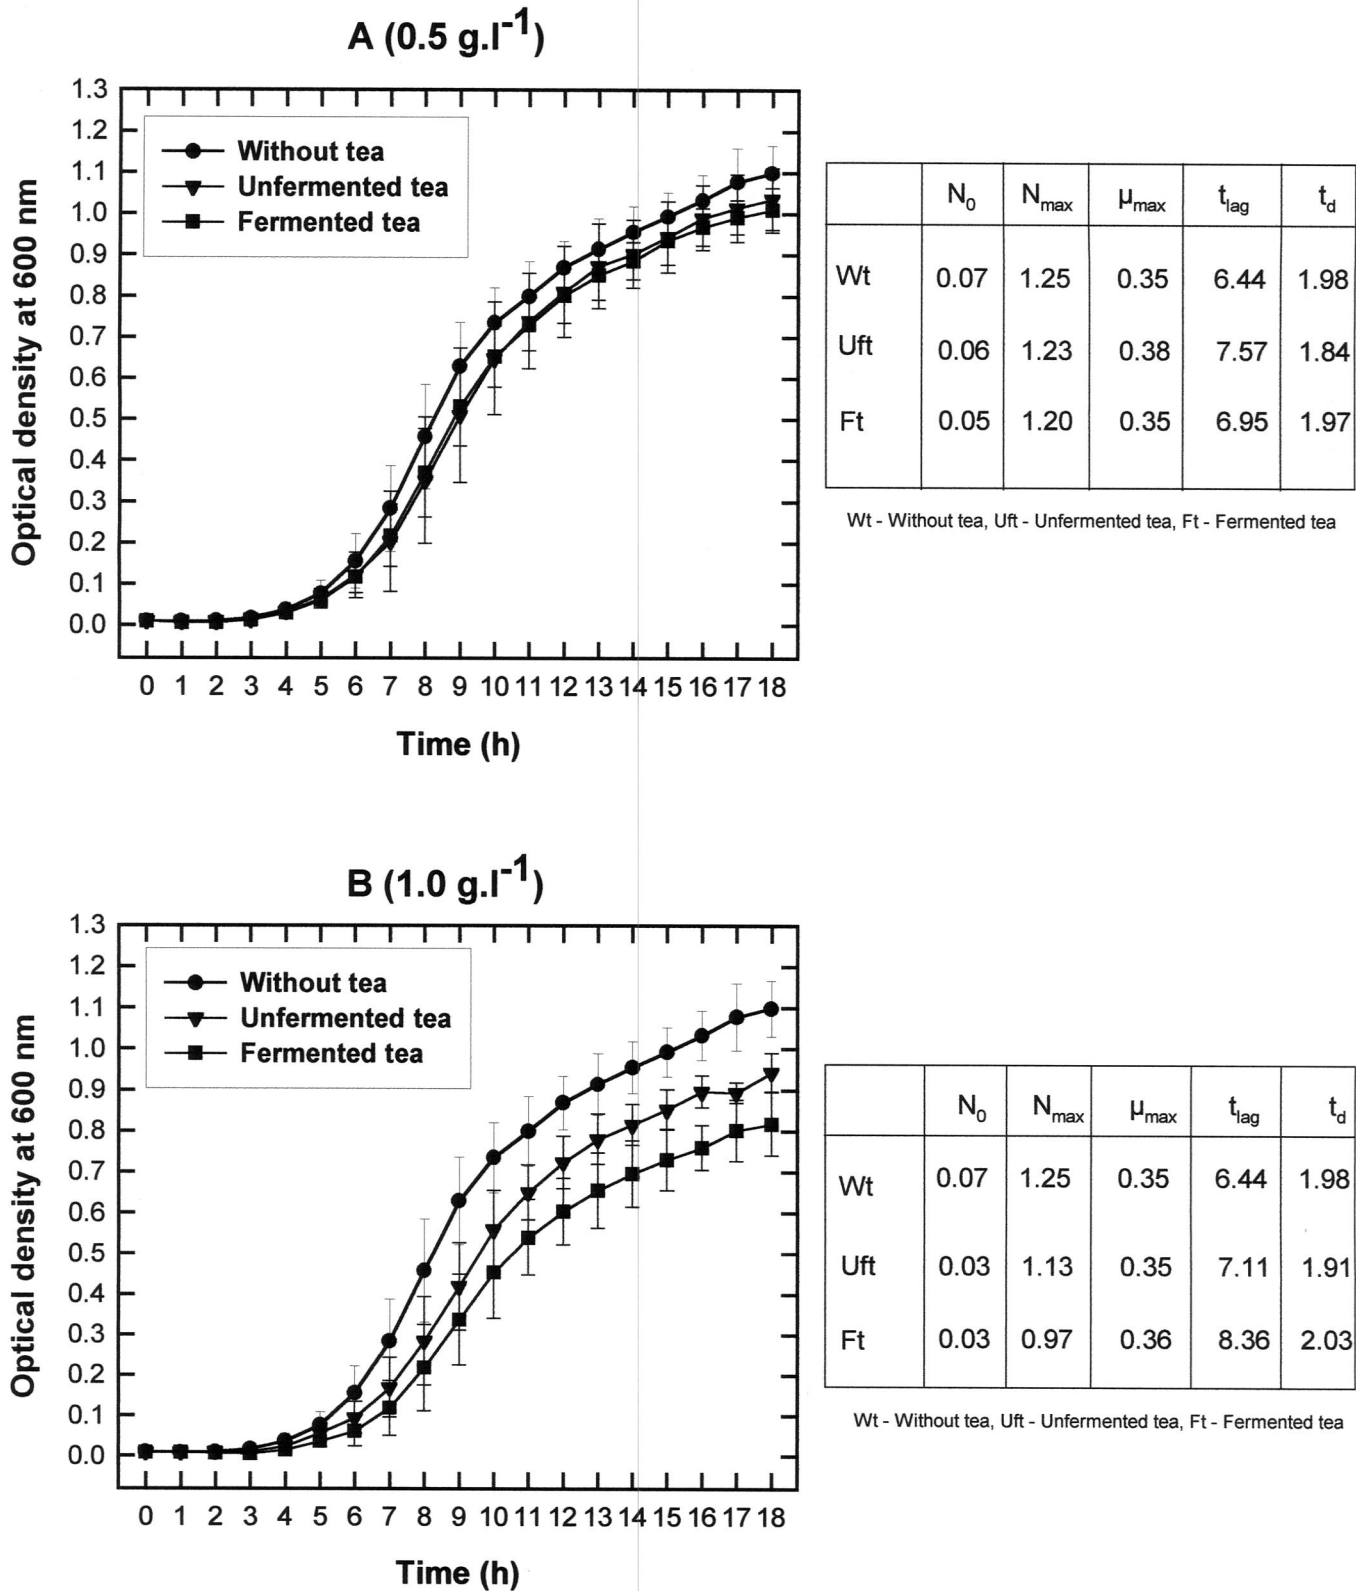 A (0.5 g.l⁻¹)
1.3
1.2
1.1
1.0
0.9
0.8
0.7
0.6
0.5
0.4
0.3
0.2
0.1
0.0
Optical density at 600 nm
Without tea
Unfermented tea
Fermented tea
0 1 2 3 4 5 6 7 8 9 10 11 12 13 14 15 16 17 18
Time (h)
N₀ Nmax μmax tlag td
Wt 0.07 1.25 0.35 6.44 1.98
Uft 0.06 1.23 0.38 7.57 1.84
Ft 0.05 1.20 0.35 6.95 1.97
Wt - Without tea, Uft - Unfermented tea, Ft - Fermented tea
B (1.0 g.l⁻¹)
1.3
1.2
1.1
1.0
0.9
0.8
0.7
0.6
0.5
0.4
0.3
0.2
0.1
0.0
Optical density at 600 nm
Without tea
Unfermented tea
Fermented tea
0 1 2 3 4 5 6 7 8 9 10 11 12 13 14 15 16 17 18
Time (h)
N₀ Nmax μmax tlag td
Wt 0.07 1.25 0.35 6.44 1.98
Uft 0.03 1.13 0.35 7.11 1.91
Ft 0.03 0.97 0.36 8.36 2.03
Wt - Without tea, Uft - Unfermented tea, Ft - Fermented tea